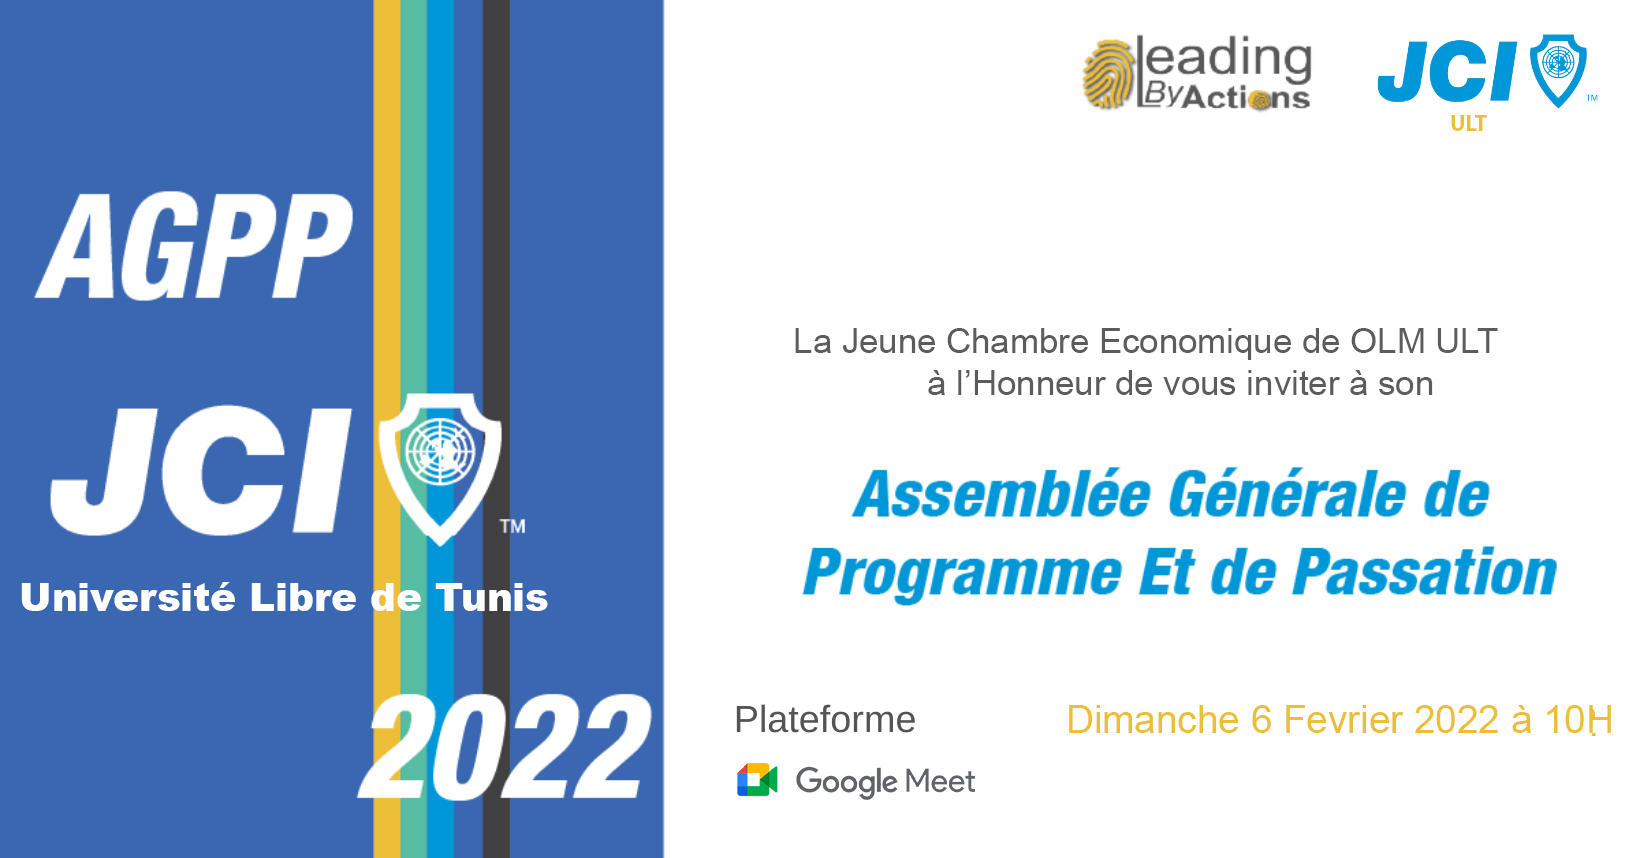 AGPP
JCI
TM
Université Libre de Tunis
2022
Leading
ByActions
JCI
TM
ULT
La Jeune Chambre Economique de OLM ULT
à l’Honneur de vous inviter à son
Assemblée Générale de
Programme Et de Passation
Plateforme
Dimanche 6 Fevrier 2022 à 10H
Google Meet